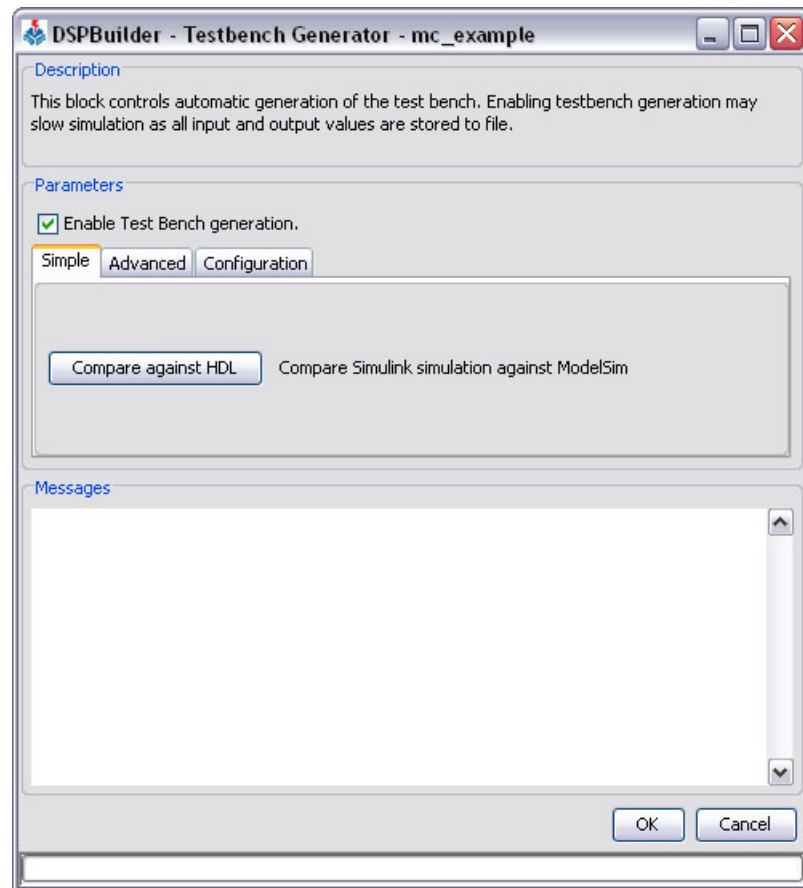 DSPBuilder - Testbench Generator - mc_example
Description
This block controls automatic generation of the test bench. Enabling testbench generation may
slow simulation as all input and output values are stored to file.
Parameters
Enable Test Bench generation.
Simple Advanced Configuration
Compare against HDL Compare Simulink simulation against ModelSim
Messages
OK Cancel